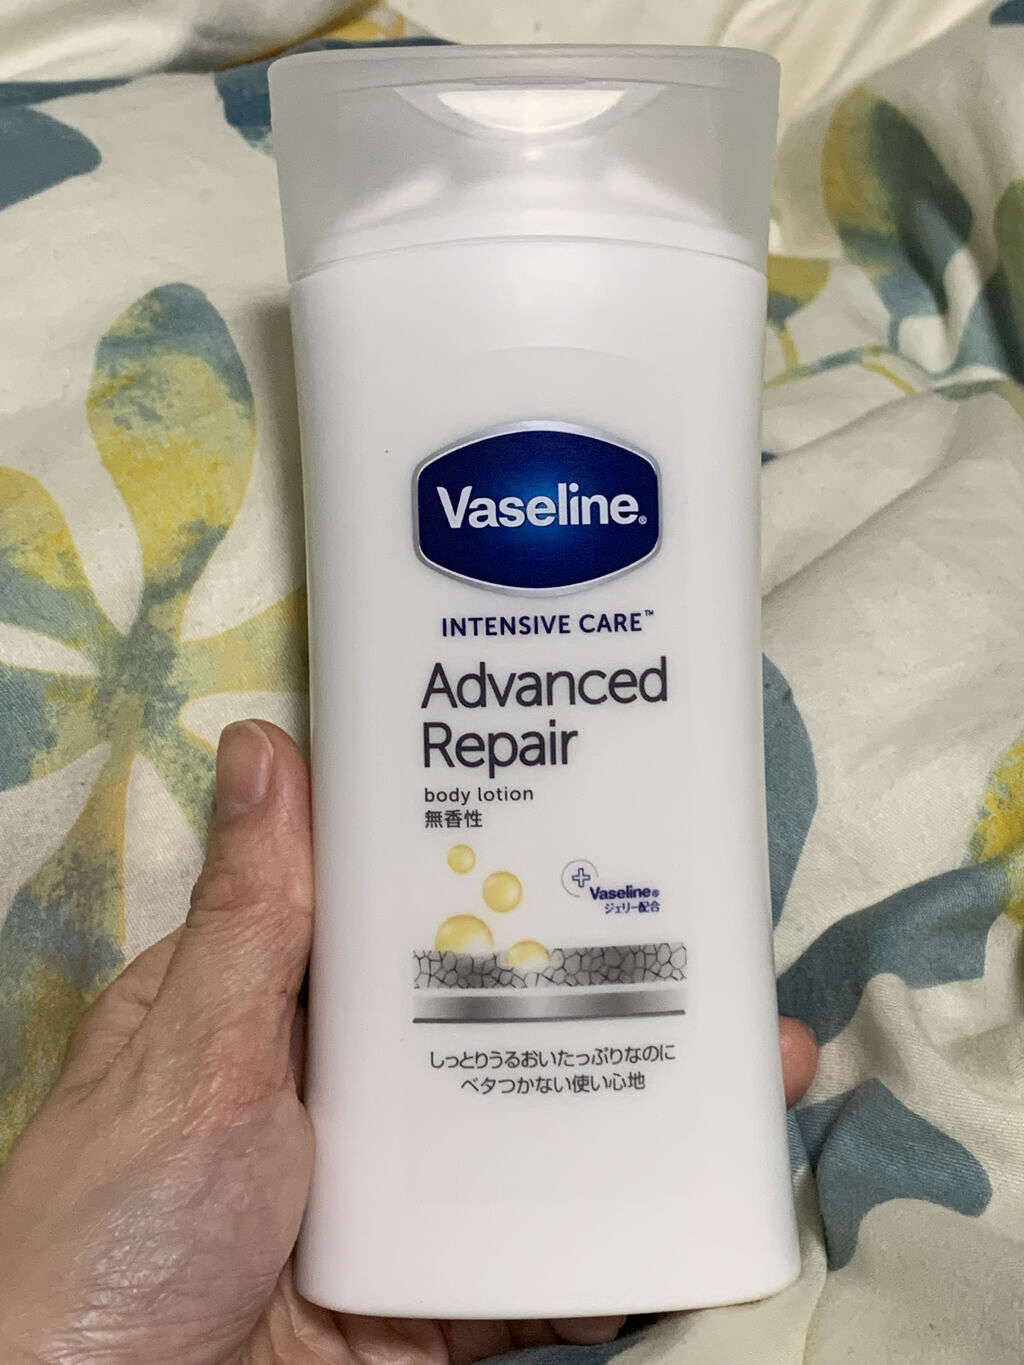 Vaseline®
INTENSIVE CARE™
Advanced
Repair
body lotion
無香性
Vaseline®
ジェリー配合
しっとりうるおいたっぷりなのに
ベタつかない使い心地